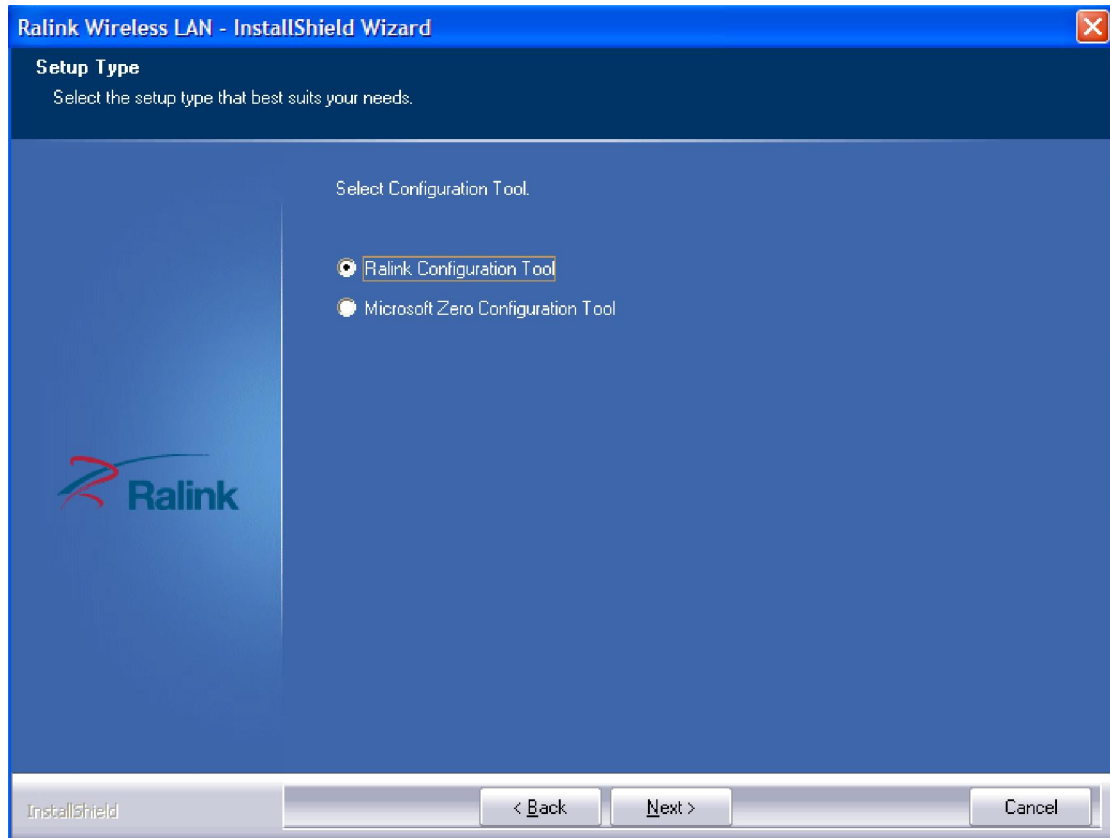 Ralink Wireless LAN - InstallShield Wizard
Setup Type
Select the setup type that best suits your needs.
Select Configuration Tool.
Ralink Configuration Tool
Microsoft Zero Configuration Tool
Ralink
InstallShield
< Back
Next >
Cancel